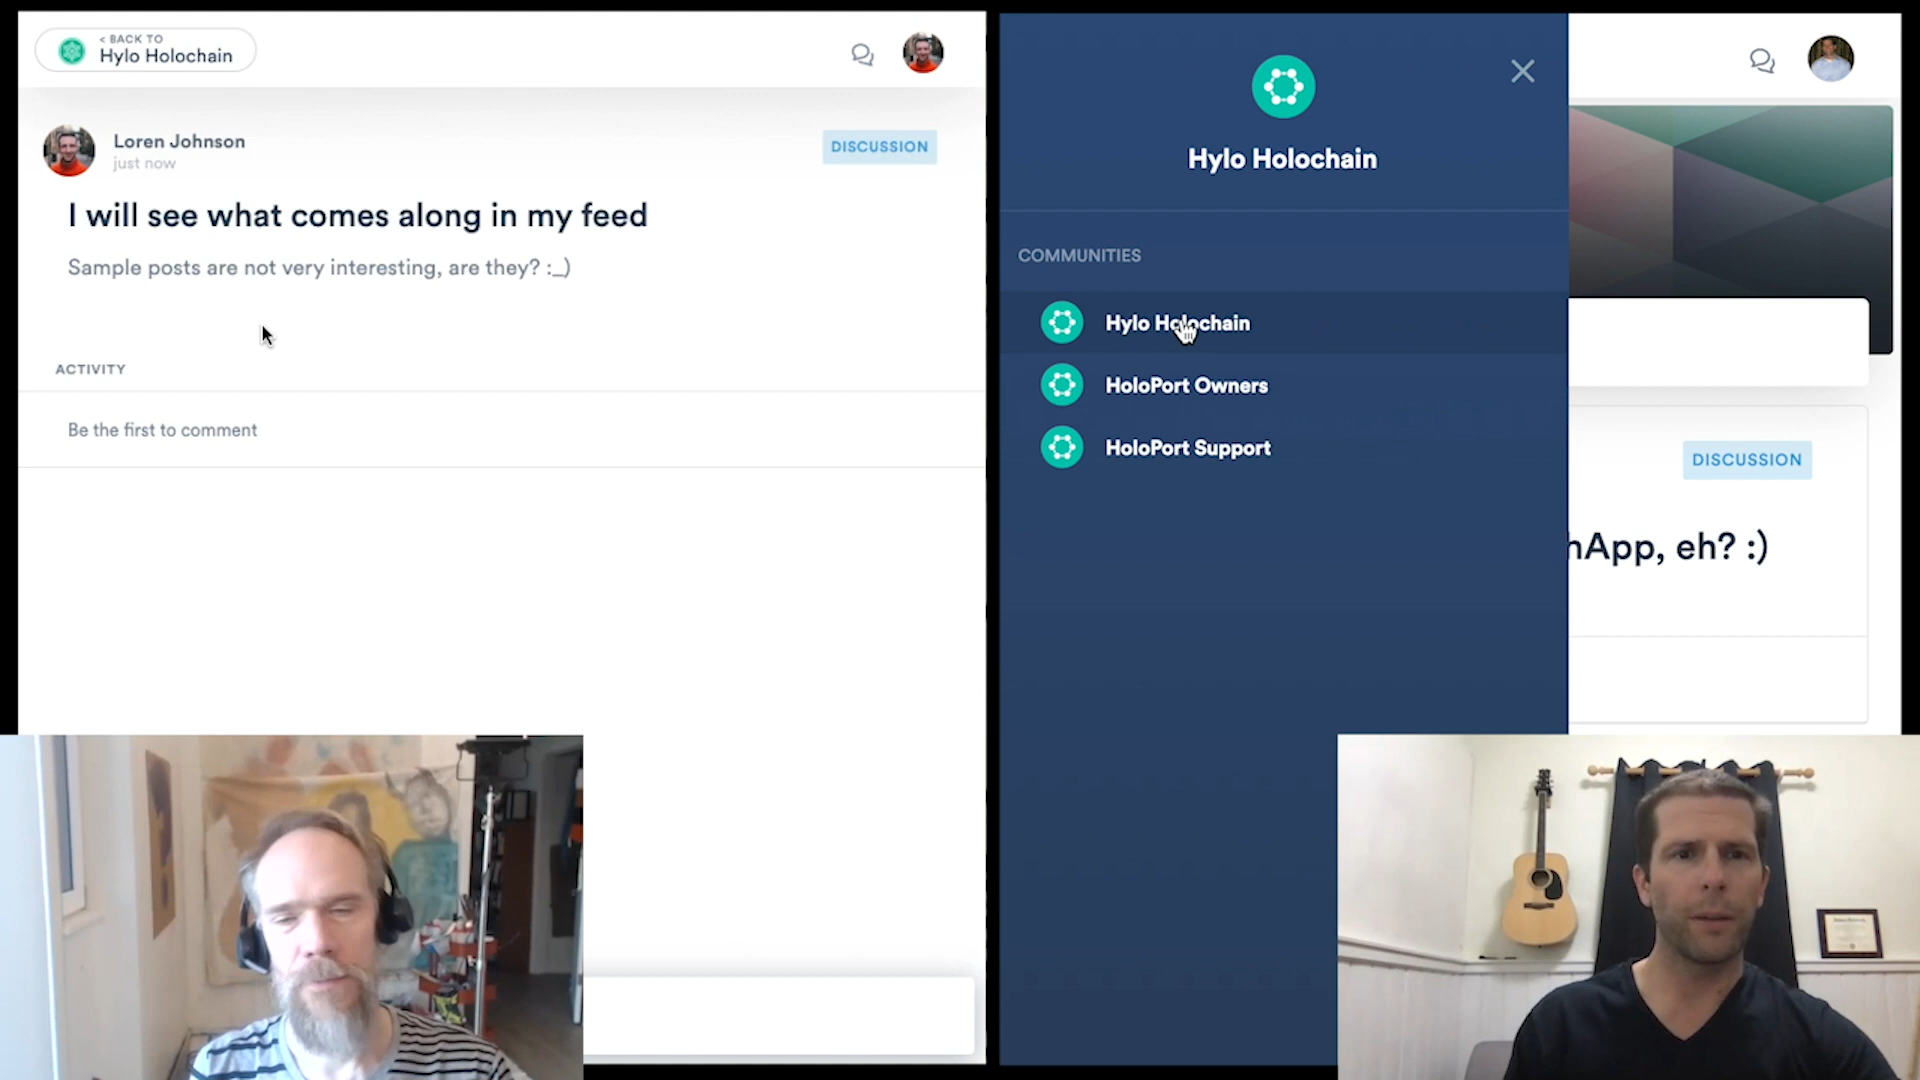 < BACK TO
Hylo Holochain
Loren Johnson
just now
DISCUSSION
I will see what comes along in my feed
Sample posts are not very interesting, are they? :_)
ACTIVITY
Be the first to comment
Hylo Holochain
COMMUNITIES
Hylo Holochain
HoloPort Owners
HoloPort Support
DISCUSSION
hApp, eh? :)